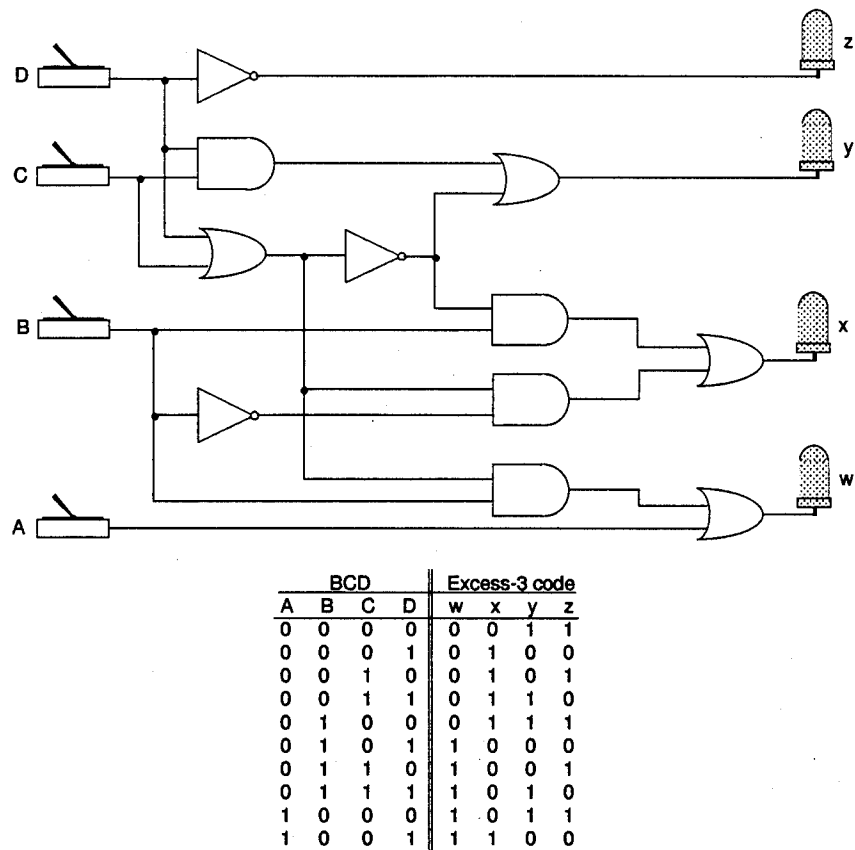 D z
C y
B x
A w
BCD Excess-3 code
A B C D w x y z
0 0 0 0 0 0 1 1
0 0 0 1 0 1 0 0
0 0 1 0 0 1 0 1
0 0 1 1 0 1 1 0
0 1 0 0 0 1 1 1
0 1 0 1 1 0 0 0
0 1 1 0 1 0 0 1
0 1 1 1 1 0 1 0
1 0 0 0 1 0 1 1
1 0 0 1 1 1 0 0